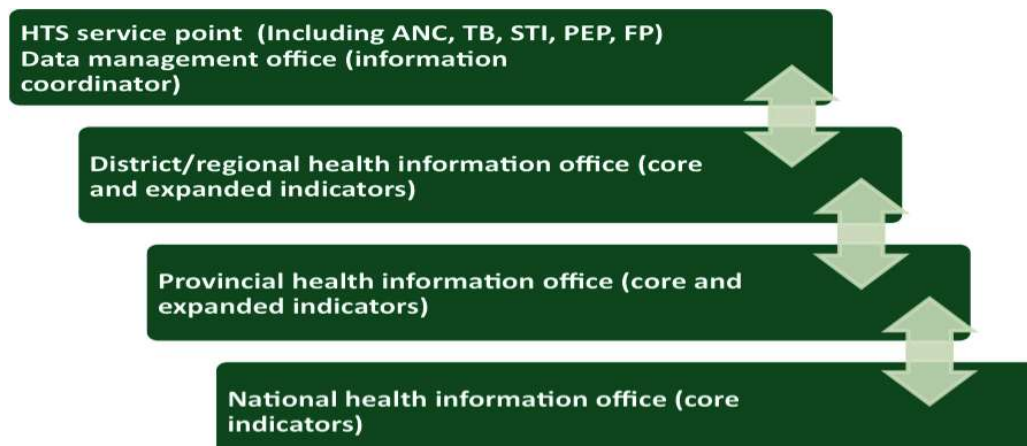 HTS service point  (Including ANC, TB, STI, PEP, FP)
Data management office (information
coordinator)
District/regional health information office (core
and expanded indicators)
Provincial health information office (core and
expanded indicators)
National health information office (core
indicators)